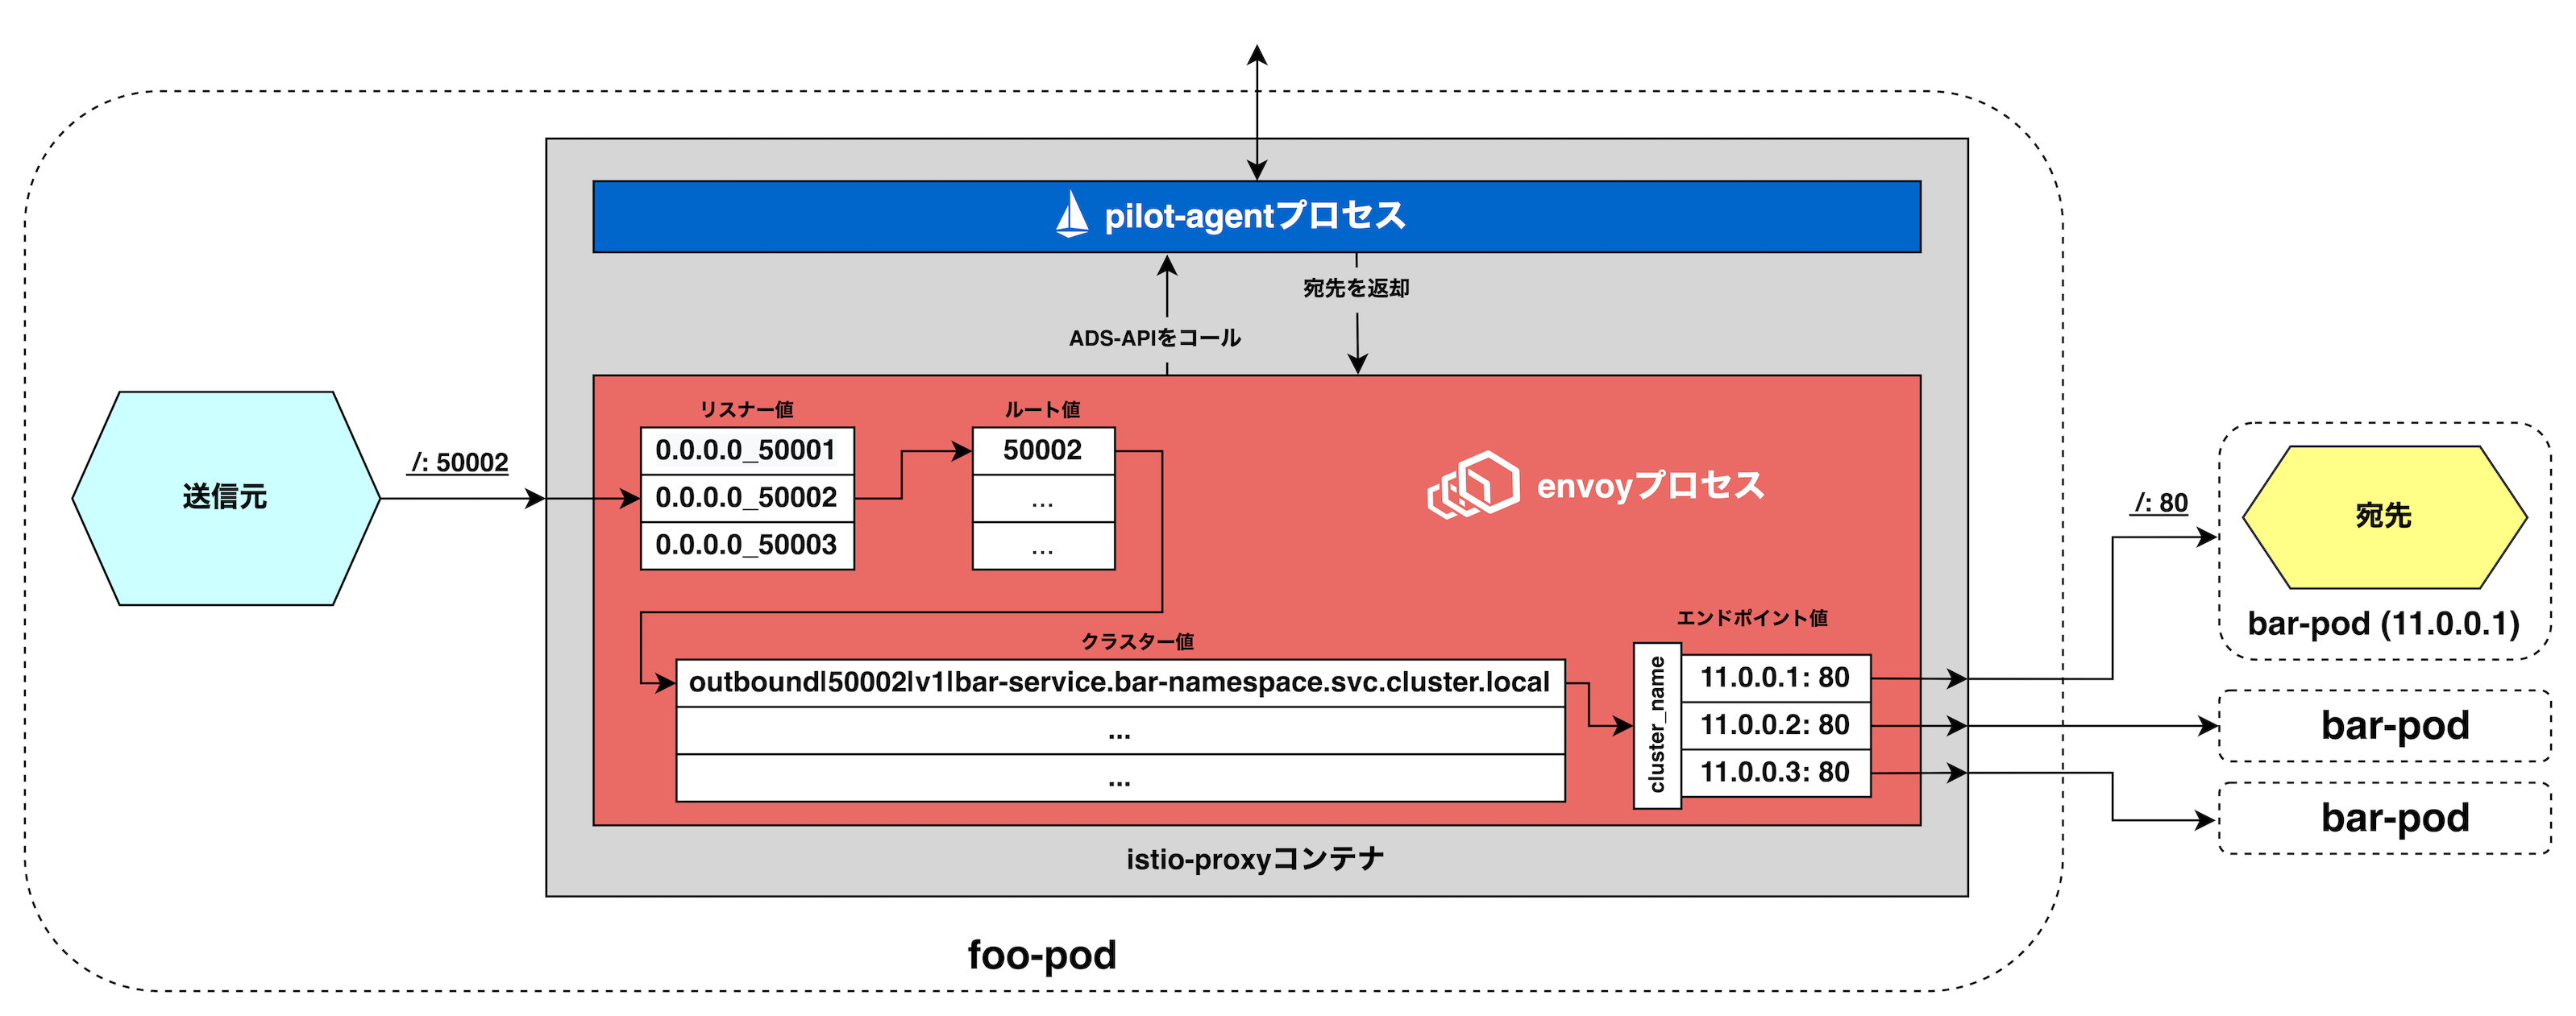 pilot-agentプロセス
宛先を返却
ADS-APIをコール
送信元
/: 50002
リスナー値
0.0.0.0_50001
0.0.0.0_50002
0.0.0.0_50003
ルート値
50002
...
...
envoyプロセス
クラスター値
outbound|50002|v1|bar-service.bar-namespace.svc.cluster.local
...
...
エンドポイント値
cluster_name
11.0.0.1: 80
11.0.0.2: 80
11.0.0.3: 80
istio-proxyコンテナ
foo-pod
/: 80
宛先
bar-pod (11.0.0.1)
bar-pod
bar-pod